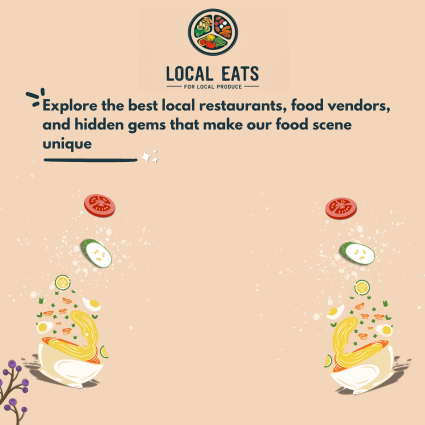 LOCAL EATS
FOR LOCAL PRODUCE
Explore the best local restaurants, food vendors,
and hidden gems that make our food scene
unique